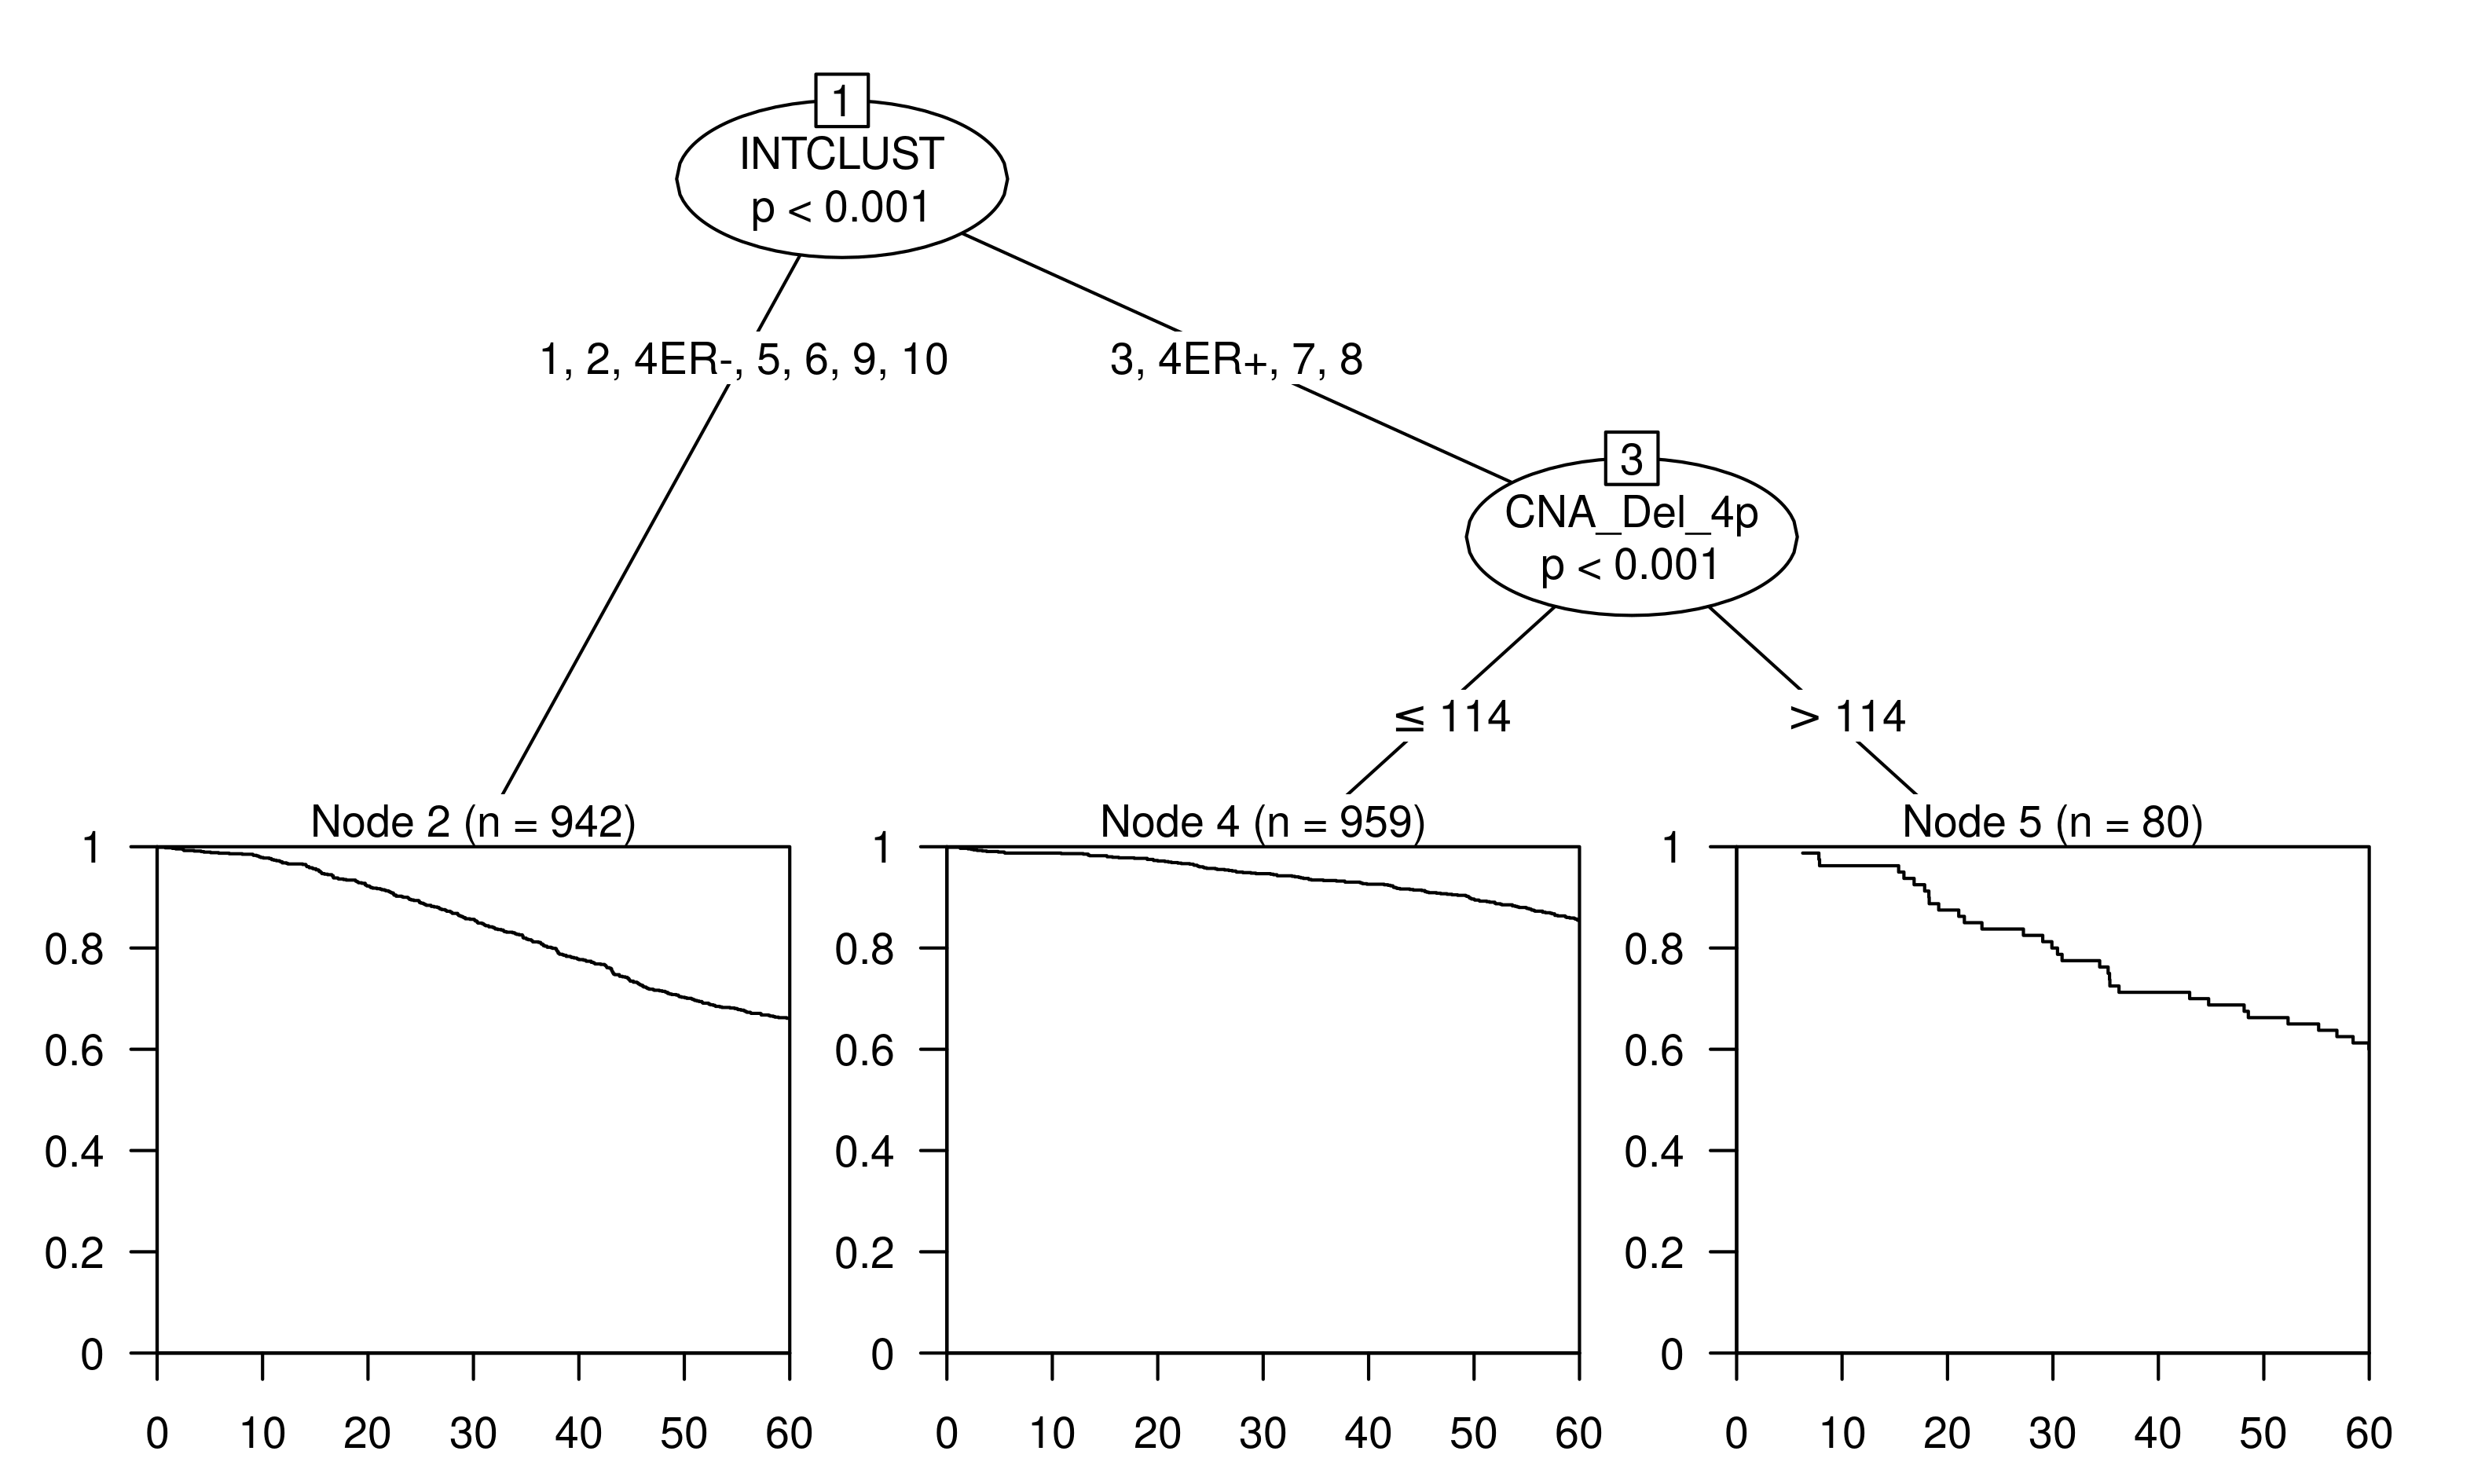 1
INTCLUST
p < 0.001
1, 2, 4ER-, 5, 6, 9, 10
3, 4ER+, 7, 8
3
CNA_Del_4p
p < 0.001
≤ 114
> 114
Node 2 (n = 942)
1
0.8
0.6
0.4
0.2
0
0 10 20 30 40 50 60
Node 4 (n = 959)
1
0.8
0.6
0.4
0.2
0
0 10 20 30 40 50 60
Node 5 (n = 80)
1
0.8
0.6
0.4
0.2
0
0 10 20 30 40 50 60